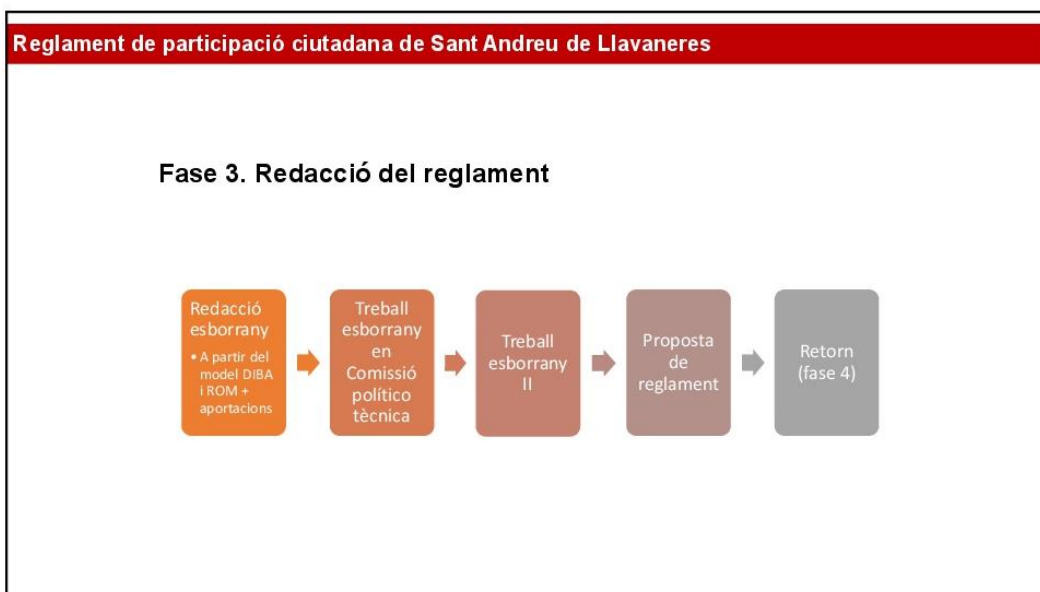 Reglament de participació ciutadana de Sant Andreu de Llavaneres
Fase 3. Redacció del reglament
Redacció
esborrany
• A partir del
model DIBA
i ROM +
aportacions
Treball
esborrany
en
Comissió
político
tècnica
Treball
esborrany
II
Proposta
de
reglament
Retorn
(fase 4)